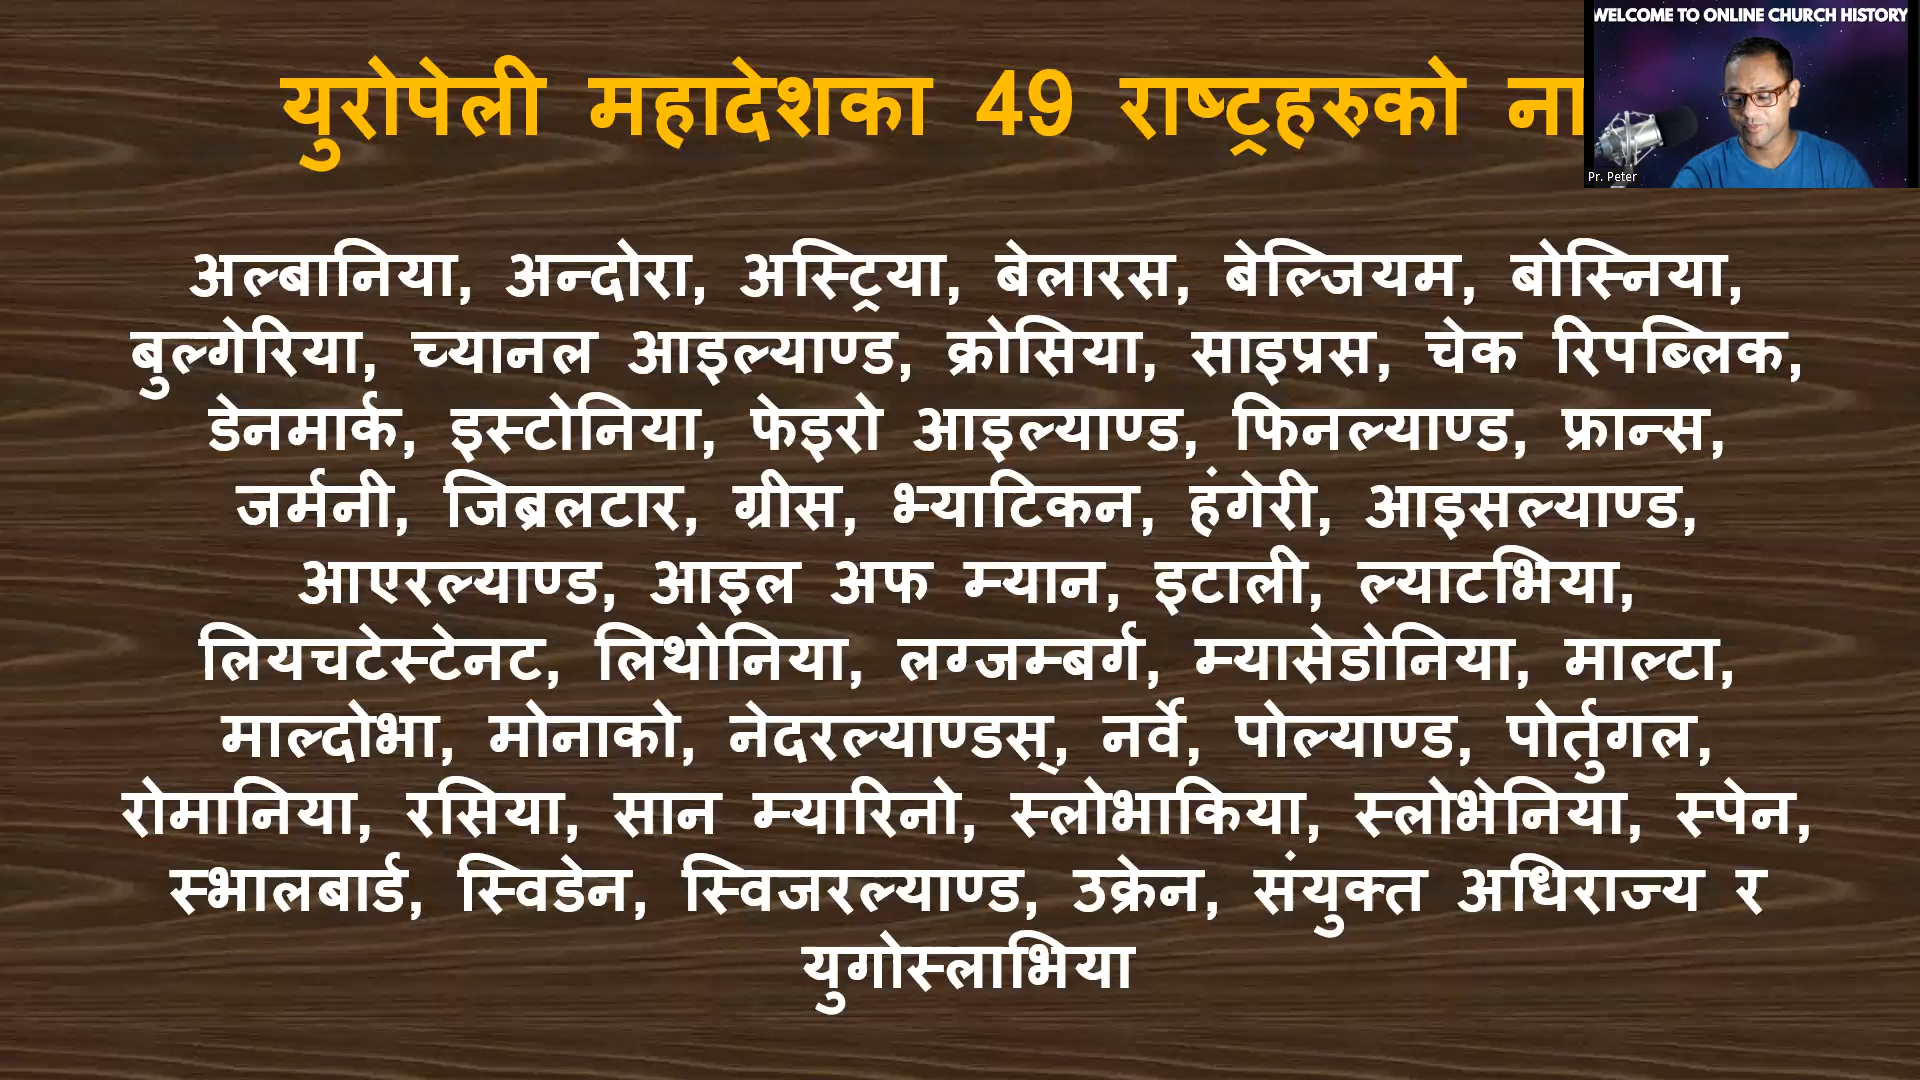 WELCOME TO ONLINE CHURCH HISTORY
युरोपेली महादेशका 49 राष्ट्रहरुको ना
Pr. Peter
अल्बानिया, अन्दोरा, अस्ट्रिया, बेलारस, बेल्जियम, बोस्निया,
बुल्गेरिया, च्यानल आइल्याण्ड, क्रोसिया, साइप्रस, चेक रिपब्लिक,
डेनमार्क, इस्टोनिया, फेइरो आइल्याण्ड, फिनल्याण्ड, फ्रान्स,
जर्मनी, जिब्रलटार, ग्रीस, भ्याटिकन, हंगेरी, आइसल्याण्ड,
आएरल्याण्ड, आइल अफ म्यान, इटाली, ल्याटभिया,
लियचटेस्टेनट, लिथोनिया, लग्जम्बर्ग, म्यासेडोनिया, माल्टा,
माल्दोभा, मोनाको, नेदरल्याण्डस्, नर्वे, पोल्याण्ड, पोर्तुगल,
रोमानिया, रसिया, सान म्यारिनो, स्लोभाकिया, स्लोभेनिया, स्पेन,
स्भालबार्ड, स्विडेन, स्विजरल्याण्ड, उक्रेन, संयुक्त अधिराज्य र
युगोस्लाभिया